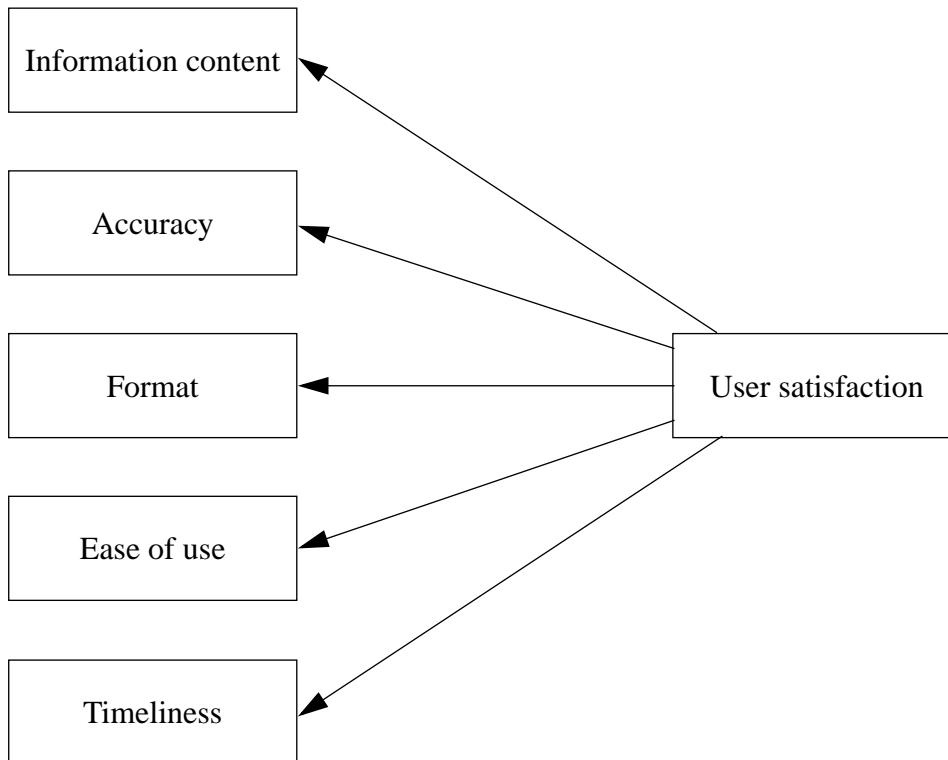 Information content
Accuracy
Format
User satisfaction
Ease of use
Timeliness